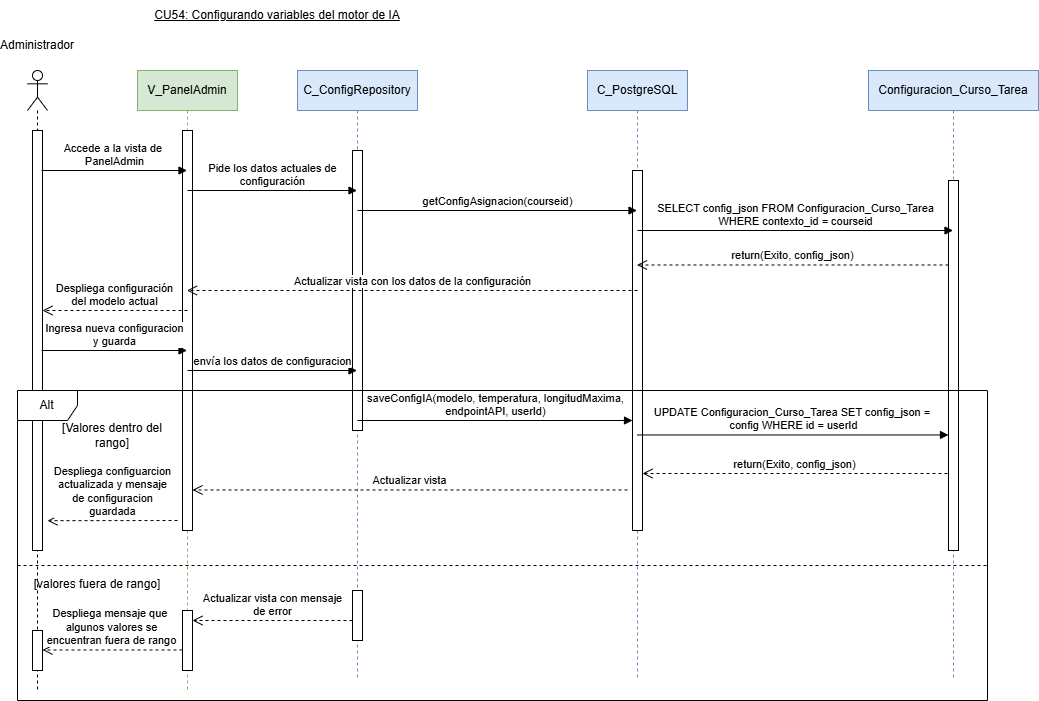 CU54: Configurando variables del motor de IA
Administrador
V_PanelAdmin
C_ConfigRepository
C_PostgreSQL
Configuracion_Curso_Tarea
Accede a la vista de
PanelAdmin
Pide los datos actuales de
configuración
getConfigAsignacion(courseid)
SELECT config_json FROM Configuracion_Curso_Tarea
WHERE contexto_id = courseid
return(Exito, config_json)
Actualizar vista con los datos de la configuración
Despliega configuración
del modelo actual
Ingresa nueva configuracion
y guarda
envía los datos de configuracion
Alt
saveConfigIA(modelo, temperatura, longitudMaxima,
endpointAPI, userId)
UPDATE Configuracion_Curso_Tarea SET config_json =
config WHERE id = userId
[Valores dentro del
rango]
return(Exito, config_json)
Despliega configuarcion
actualizada y mensaje
de configuracion
guardada
Actualizar vista
[valores fuera de rango]
Actualizar vista con mensaje
de error
Despliega mensaje que
algunos valores se
encuentran fuera de rango